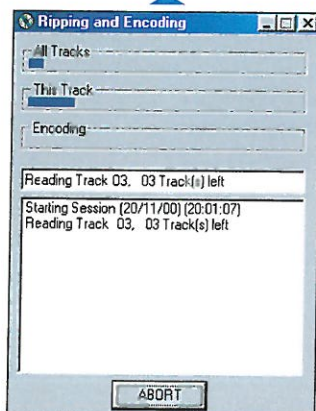 Ripping and Encoding
All Tracks
This Track
Encoding
Reading Track 03, 03 Track(s) left
Starting Session (20/11/00) (20:01:07)
Reading Track 03, 03 Track(s) left
ABORT